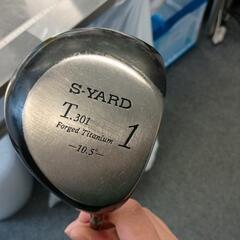 S-YARD
T.301
Forged Titanium
1
—10.5°—